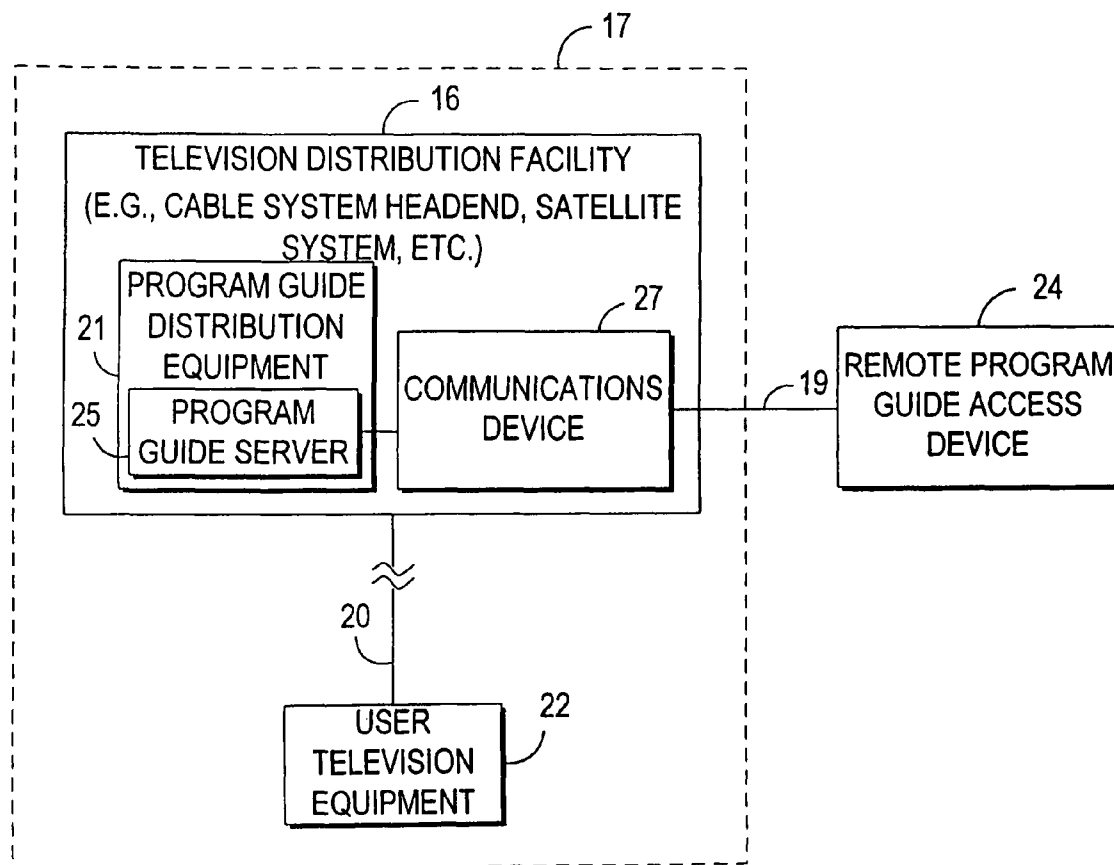 17
16
TELEVISION DISTRIBUTION FACILITY
(E.G., CABLE SYSTEM HEADEND, SATELLITE
SYSTEM, ETC.)
21
PROGRAM GUIDE
DISTRIBUTION
EQUIPMENT
25
PROGRAM
GUIDE SERVER
27
COMMUNICATIONS
DEVICE
19
24
REMOTE PROGRAM
GUIDE ACCESS
DEVICE
20
22
USER
TELEVISION
EQUIPMENT